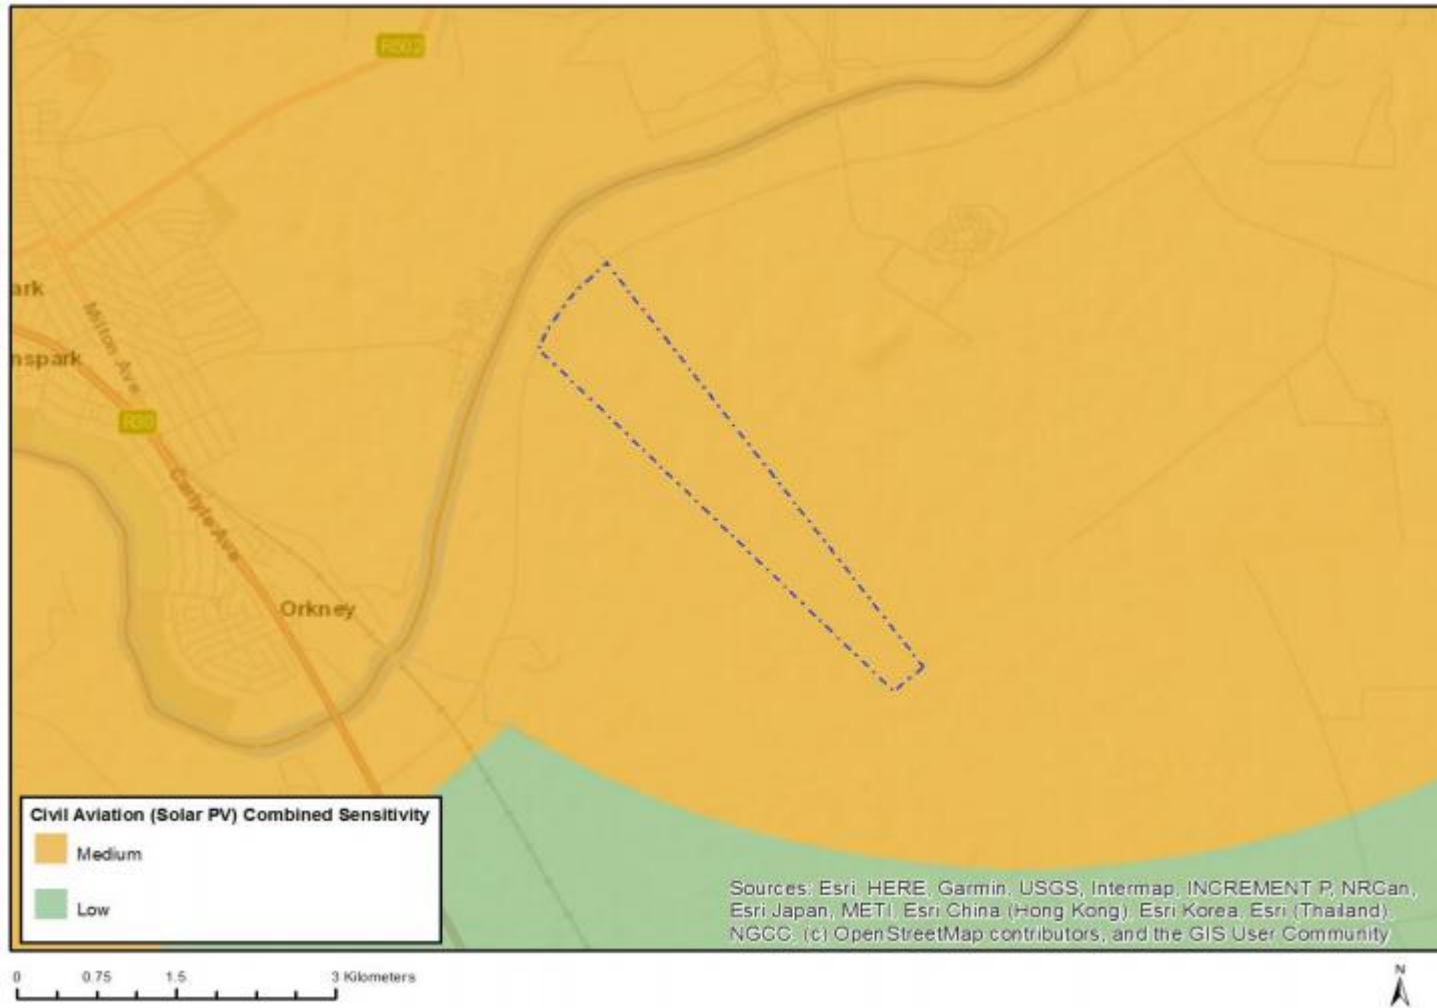 R502
ark
Milton Ave
nspark
R30
Carlyle Ave
Orkney
Civil Aviation (Solar PV) Combined Sensitivity
Medium
Low
Sources: Esri, HERE, Garmin, USGS, Intermap, INCREMENT P, NRCan,
Esri Japan, METI, Esri China (Hong Kong), Esri Korea, Esri (Thailand),
NGCC, (c) OpenStreetMap contributors, and the GIS User Community
0 0.75 1.5 3 Kilometers
N